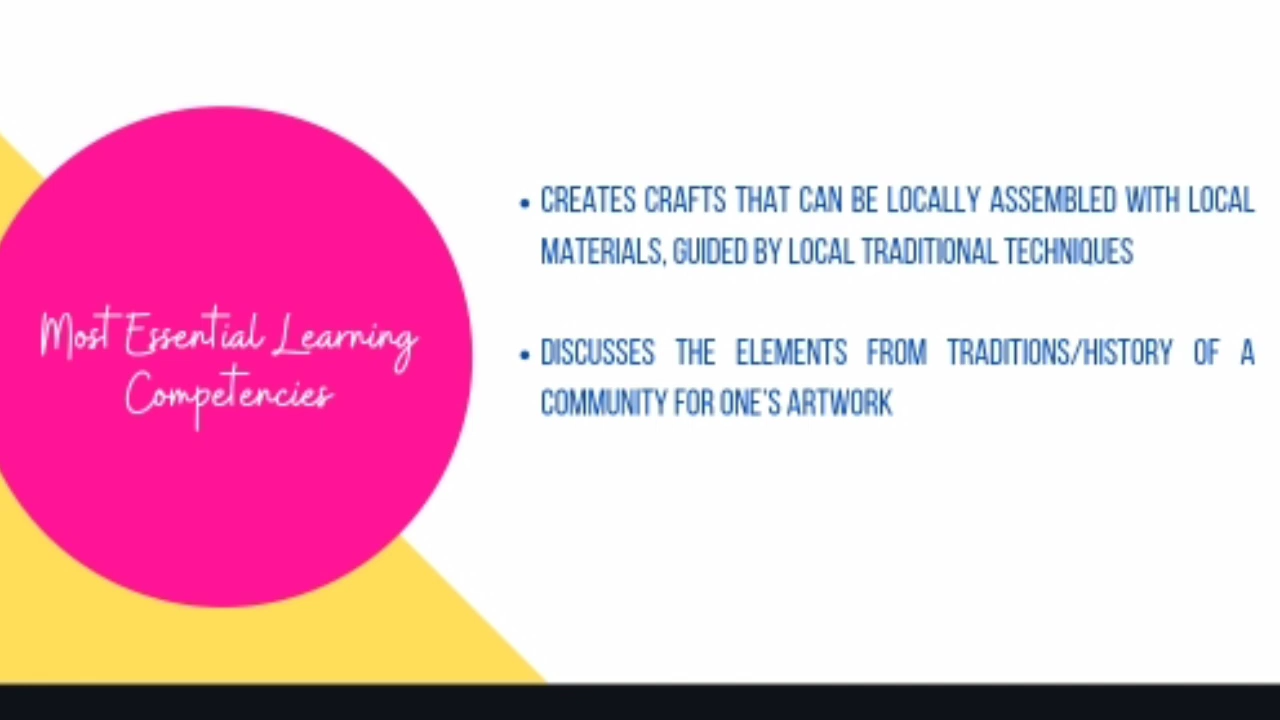 Most Essential Learning
Competencies
• CREATES CRAFTS THAT CAN BE LOCALLY ASSEMBLED WITH LOCAL
MATERIALS, GUIDED BY LOCAL TRADITIONAL TECHNIQUES
• DISCUSSES THE ELEMENTS FROM TRADITIONS/HISTORY OF A
COMMUNITY FOR ONE'S ARTWORK